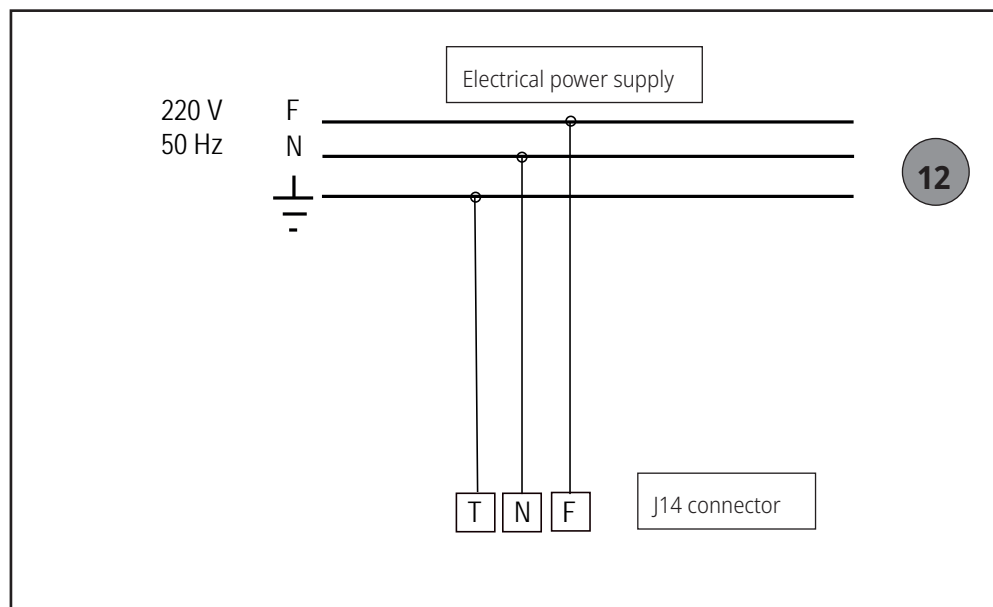 Electrical power supply
220 V F
50 Hz N
12
T N F
J14 connector